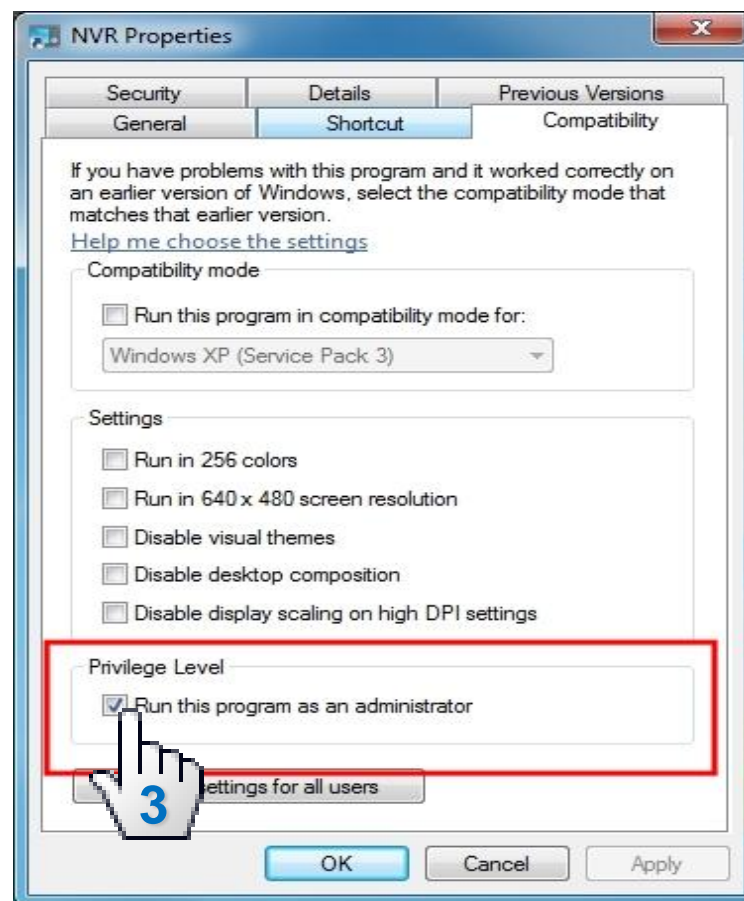 NVR Properties
Security Details Previous Versions
General Shortcut Compatibility
If you have problems with this program and it worked correctly on
an earlier version of Windows, select the compatibility mode that
matches that earlier version.
Help me choose the settings
Compatibility mode
Run this program in compatibility mode for:
Windows XP (Service Pack 3)
Settings
Run in 256 colors
Run in 640 x 480 screen resolution
Disable visual themes
Disable desktop composition
Disable display scaling on high DPI settings
Privilege Level
Run this program as an administrator
settings for all users
3
OK Cancel Apply